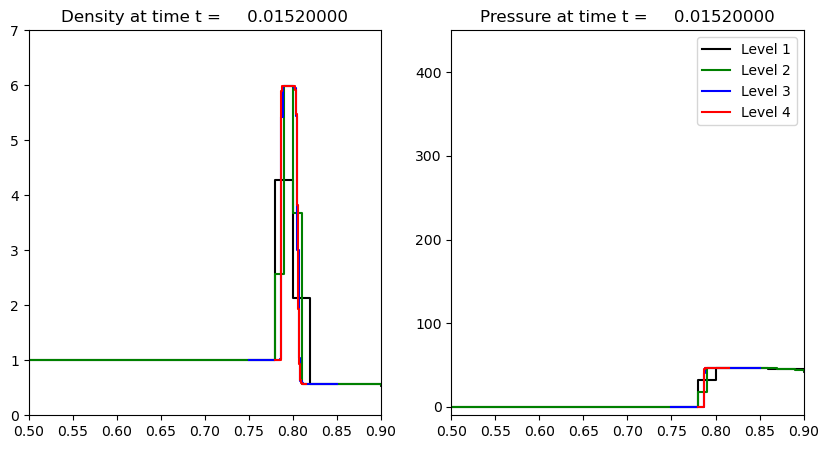 Density at time t = 0.01520000
7
6
5
4
3
2
1
0
0.50 0.55 0.60 0.65 0.70 0.75 0.80 0.85 0.90
Pressure at time t = 0.01520000
400
300
200
100
0
0.50 0.55 0.60 0.65 0.70 0.75 0.80 0.85 0.90
Level 1
Level 2
Level 3
Level 4